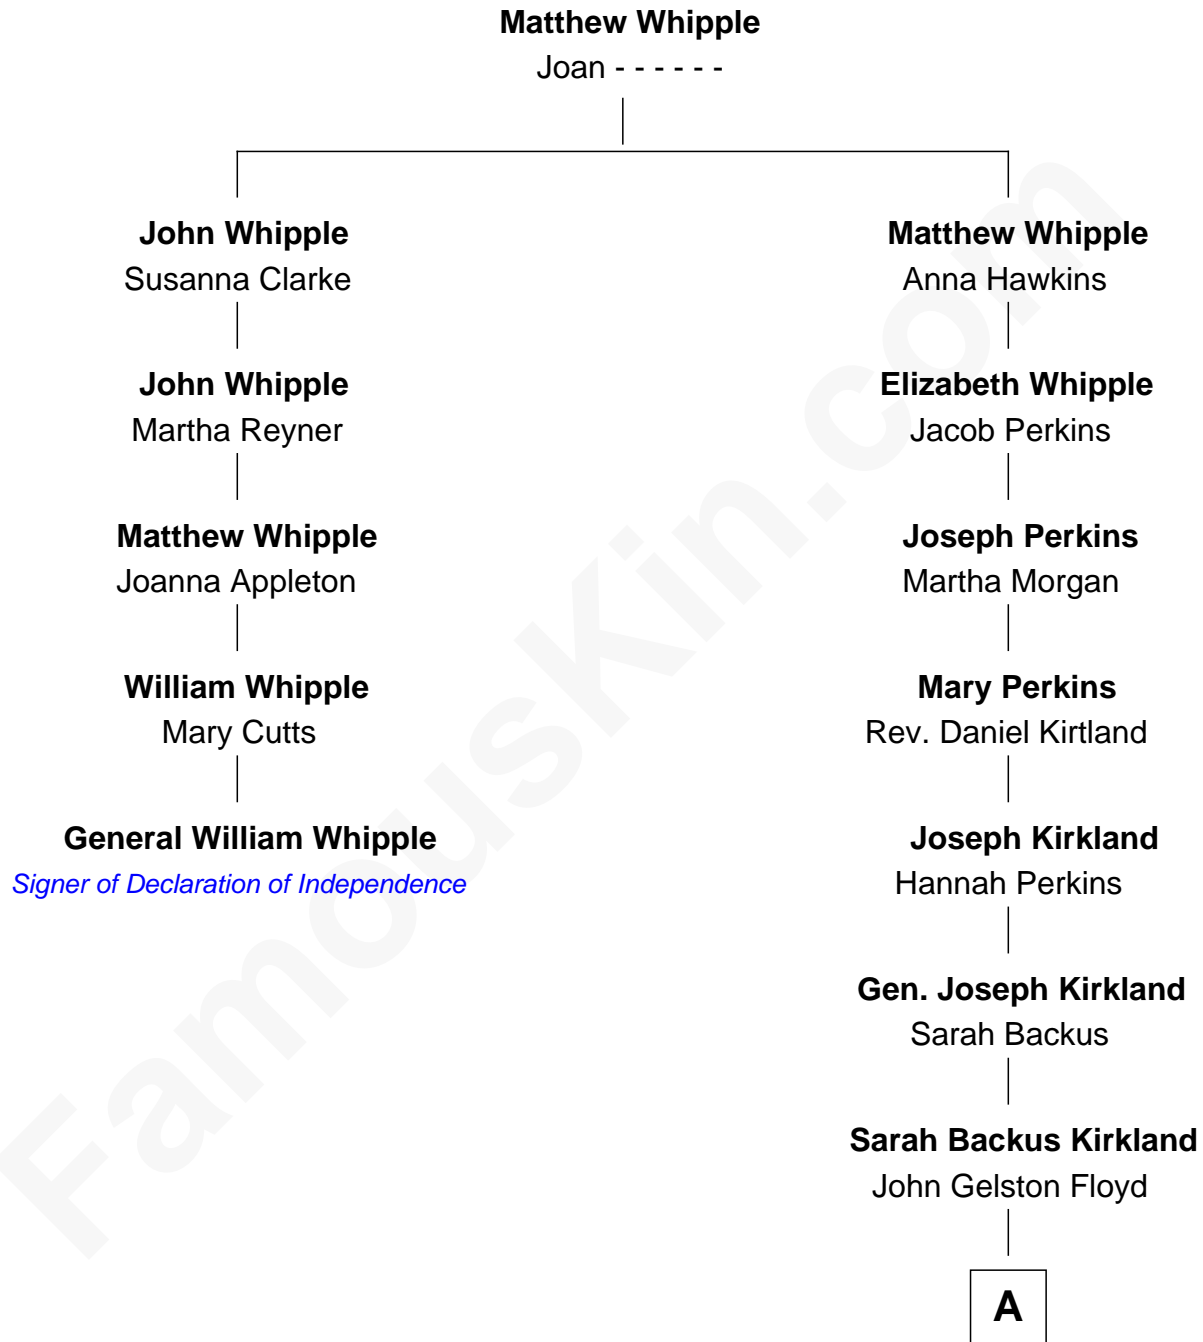 Matthew Whipple
Joan - - - - - -
John Whipple
Susanna Clarke
John Whipple
Martha Reyner
Matthew Whipple
Joanna Appleton
William Whipple
Mary Cutts
General William Whipple
Signer of Declaration of Independence
Matthew Whipple
Anna Hawkins
Elizabeth Whipple
Jacob Perkins
Joseph Perkins
Martha Morgan
Mary Perkins
Rev. Daniel Kirtland
Joseph Kirkland
Hannah Perkins
Gen. Joseph Kirkland
Sarah Backus
Sarah Backus Kirkland
John Gelston Floyd
A
FamousKin.com